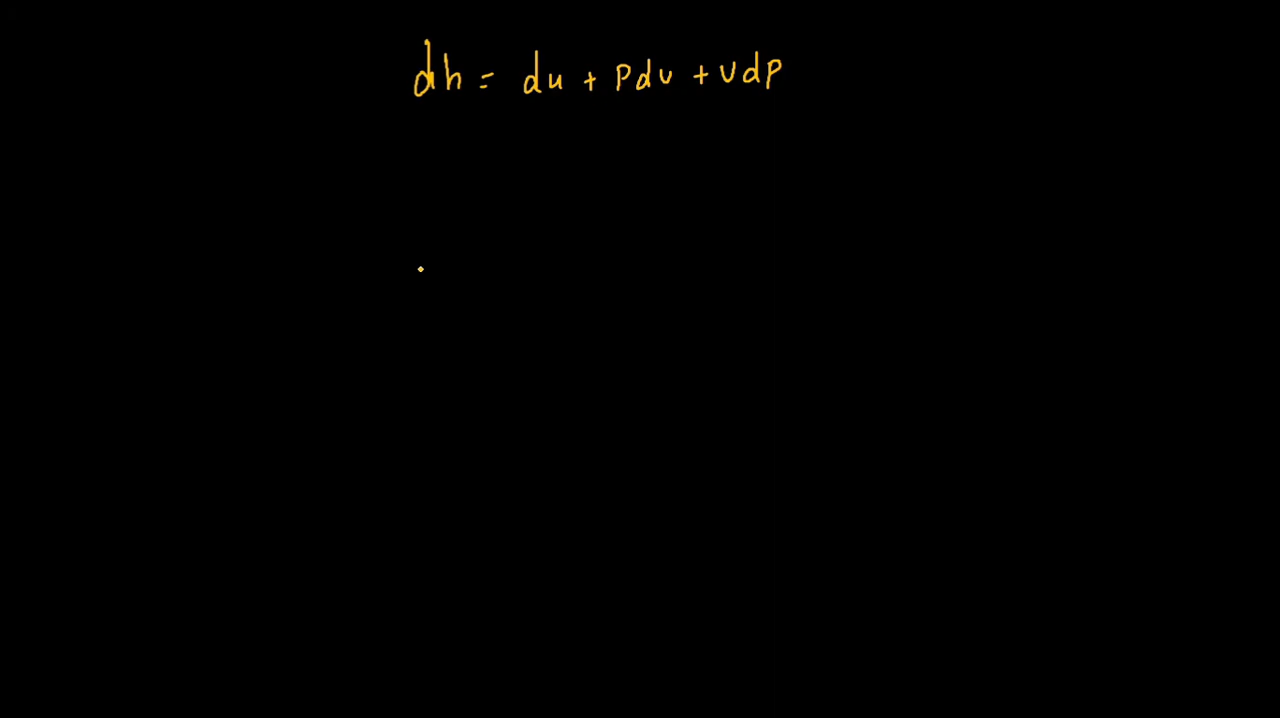 dh = du + Pdv + vdp